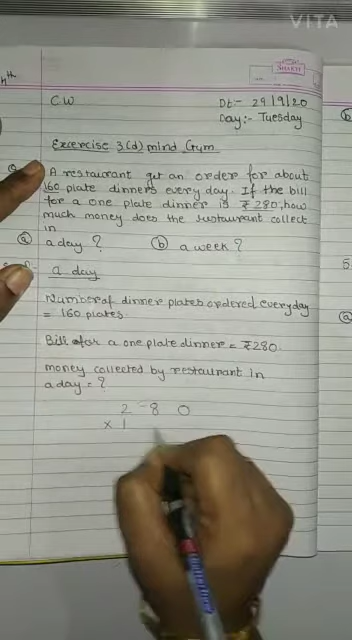 VITA
SHAKTI
C.W
Dt:- 29/9/20
Day:- Tuesday
Excercise 3(d) mind Gym
A restaurant get an order for about
160 plate dinners every day. If the bill
for a one plate dinner is ₹280, how
much money does the restaurant collect
in
(a) a day ? (b) a week ?
a day
Number of dinner plates ordered everyday
= 160 plates.
Bill for a one plate dinner = ₹280.
money collected by restaurant in
a day = ?
2 8 0
× 1